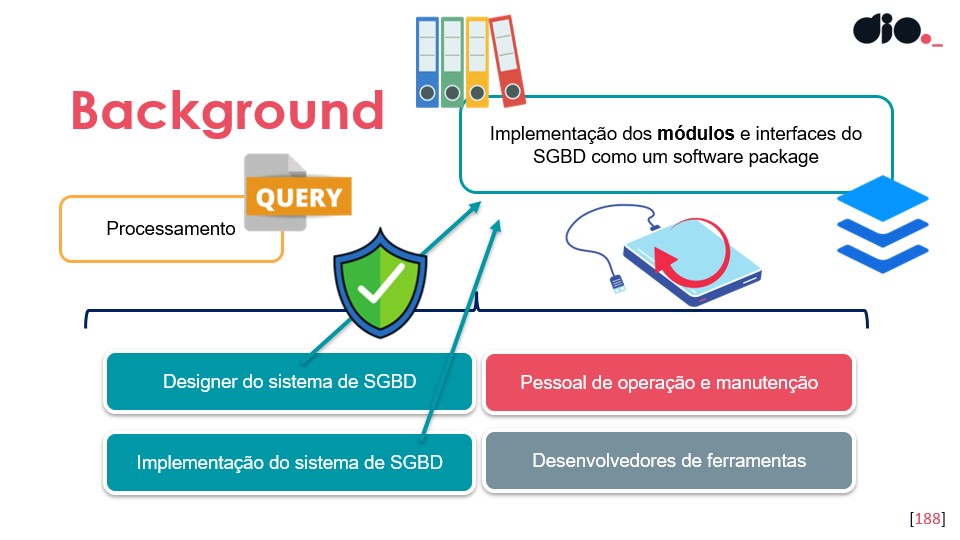 dio._
Background
Implementação dos módulos e interfaces do
SGBD como um software package
QUERY
Processamento
Designer do sistema de SGBD
Pessoal de operação e manutenção
Implementação do sistema de SGBD
Desenvolvedores de ferramentas
[188]